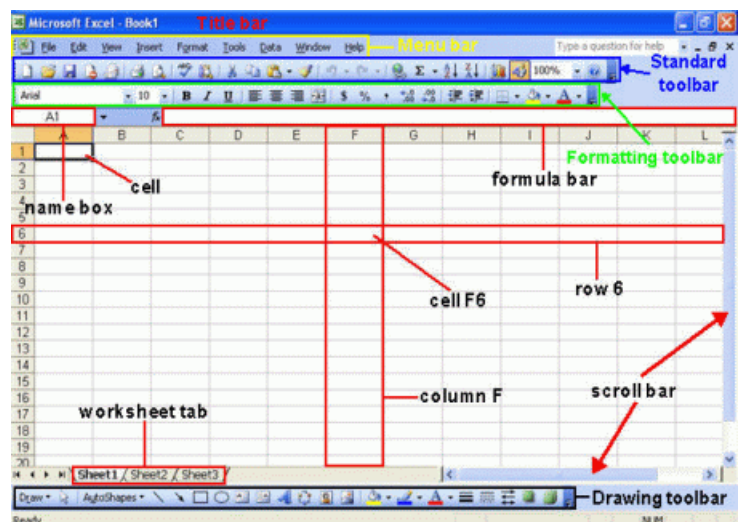 Microsoft Excel - Book1 Title bar
File Edit View Insert Format Tools Data Window Help Menu bar Type a question for help
100% Standard toolbar
Arial 10 B I U $ % , A
A1 fx
A B C D E F G H I J K L
Formatting toolbar
1
2
3
4
5
6
7
8
9
10
11
12
13
14
15
16
17
18
19
20
cell
formula bar
name box
cell F6
row 6
column F
scroll bar
worksheet tab
Sheet1 / Sheet2 / Sheet3 /
Draw AutoShapes A Drawing toolbar
Ready NUM